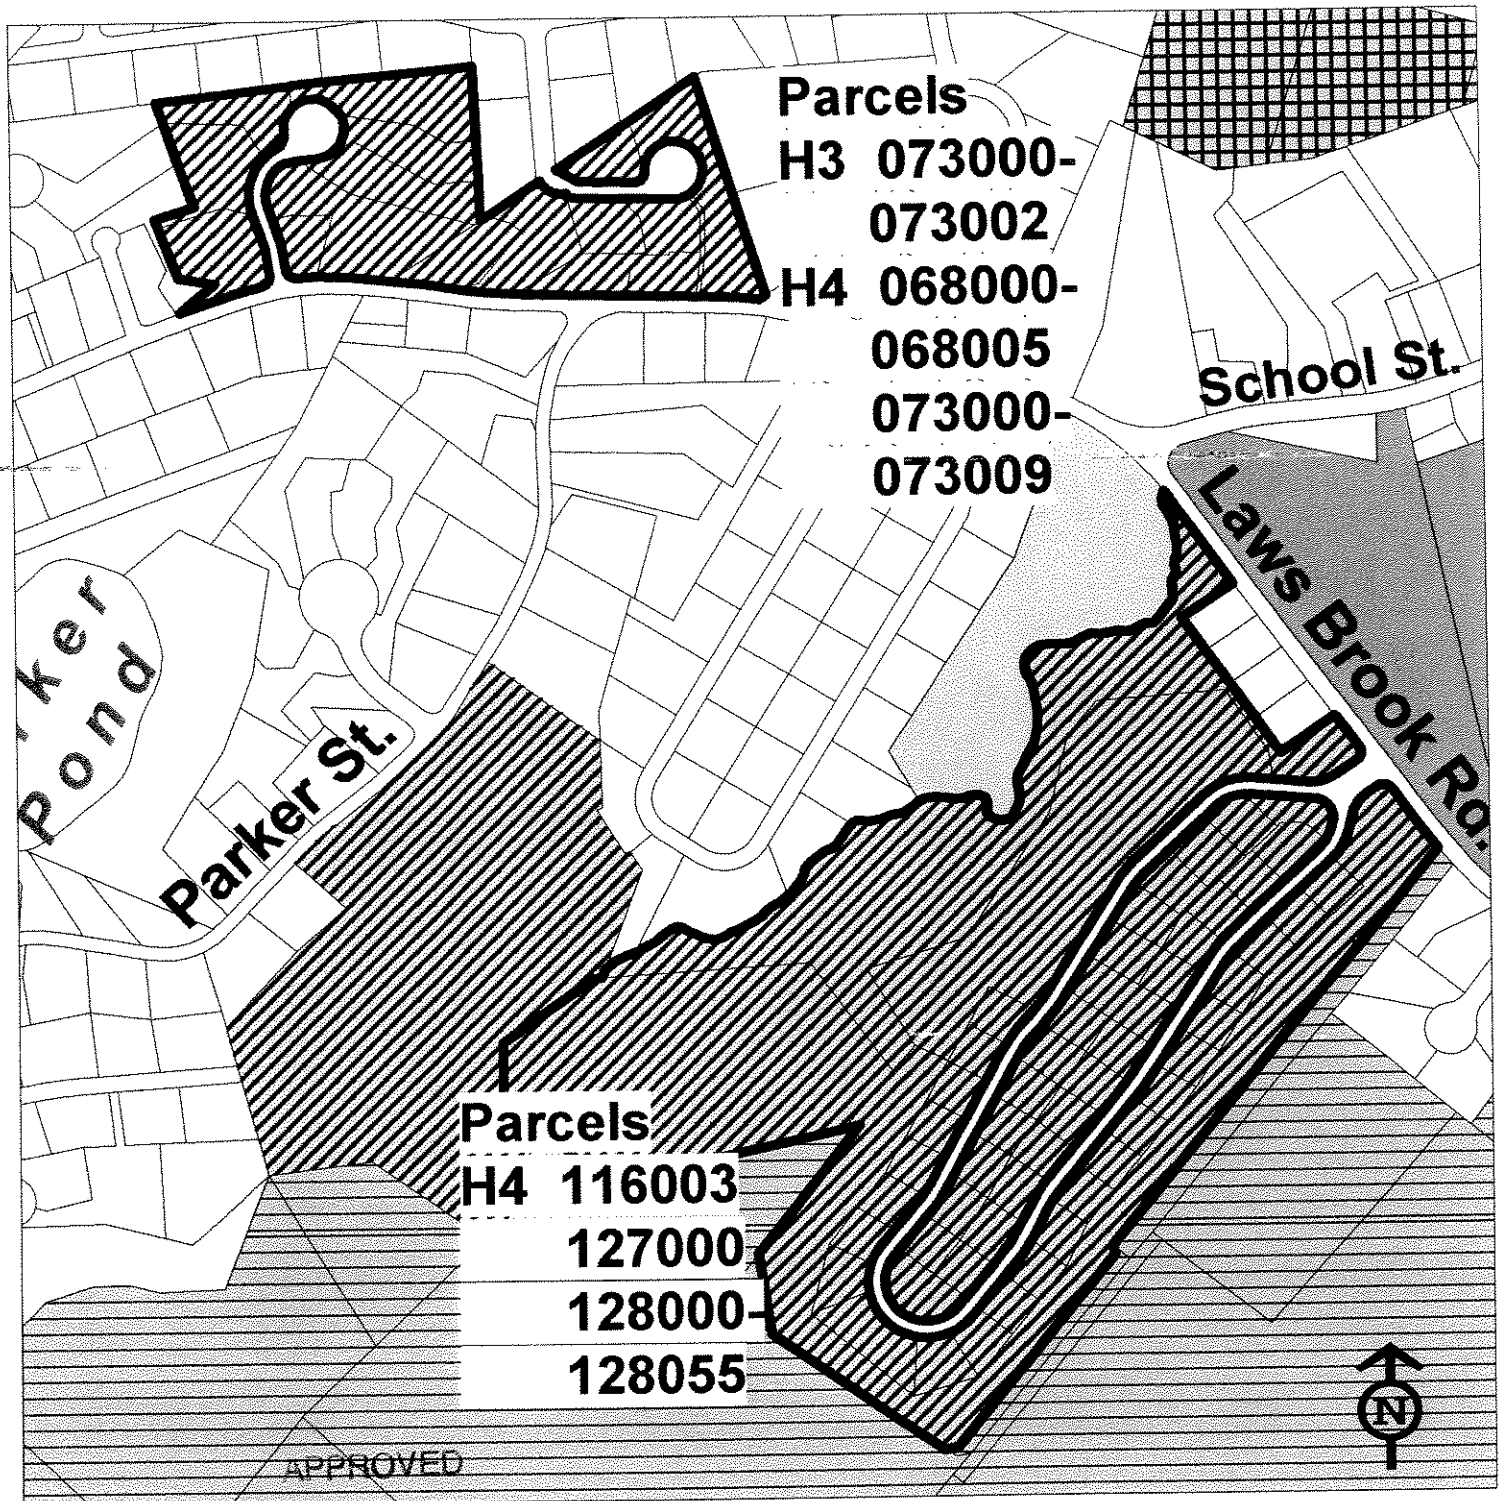 Parcels
H3 073000-
073002
H4 068000-
068005
073000-
073009
School St.
Laws Brook Rd.
rker
Pond
Parker St.
Parcels
H4 116003
127000
128000-
128055
N
APPROVED